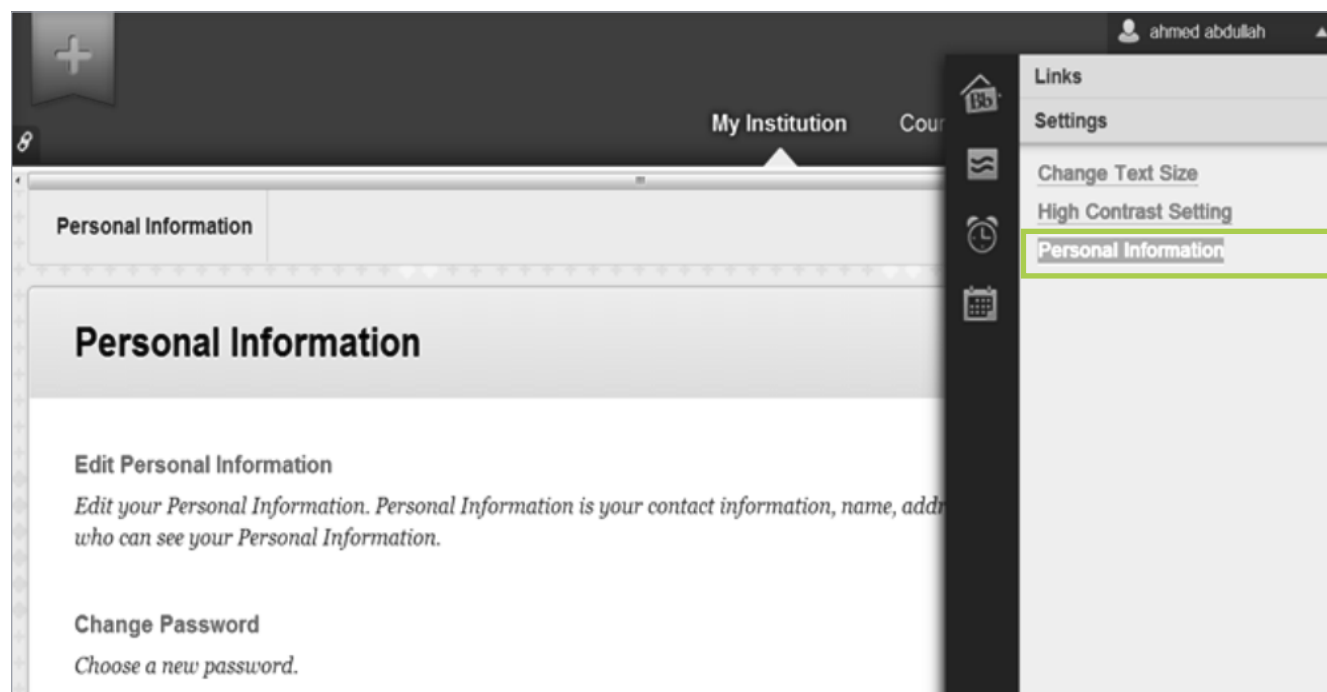 ahmed abdullah
My Institution Cour
Bb
Links
Settings
Change Text Size
High Contrast Setting
Personal Information
Personal Information
Personal Information
Edit Personal Information
Edit your Personal Information. Personal Information is your contact information, name, addr
who can see your Personal Information.
Change Password
Choose a new password.